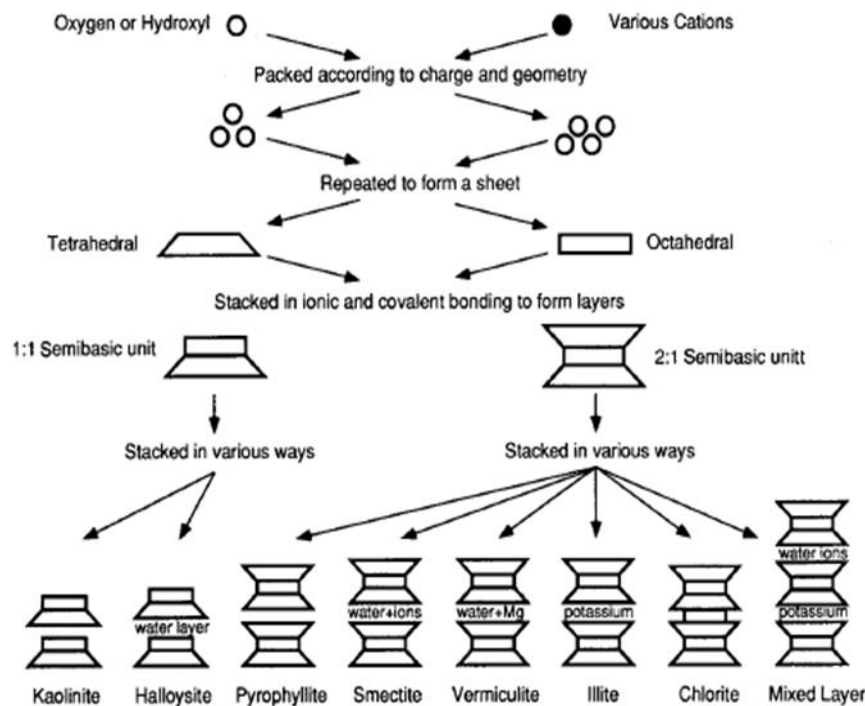 Oxygen or Hydroxyl
Various Cations
Packed according to charge and geometry
Repeated to form a sheet
Tetrahedral
Octahedral
Stacked in ionic and covalent bonding to form layers
1:1 Semibasic unit
2:1 Semibasic unitt
Stacked in various ways
Stacked in various ways
water ions
water layer
water+ions
water+Mg
potassium
potassium
Kaolinite
Halloysite
Pyrophyllite
Smectite
Vermiculite
Illite
Chlorite
Mixed Layer